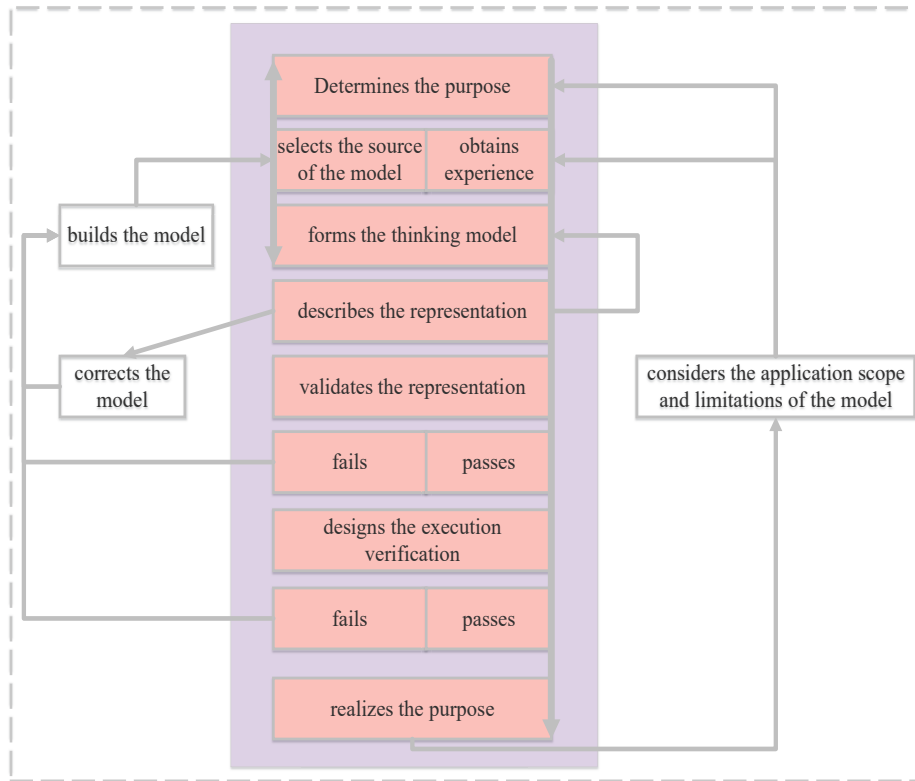 Determines the purpose
selects the source
of the model
obtains
experience
builds the model
forms the thinking model
describes the representation
corrects the
model
validates the representation
considers the application scope
and limitations of the model
fails
passes
designs the execution
verification
fails
passes
realizes the purpose